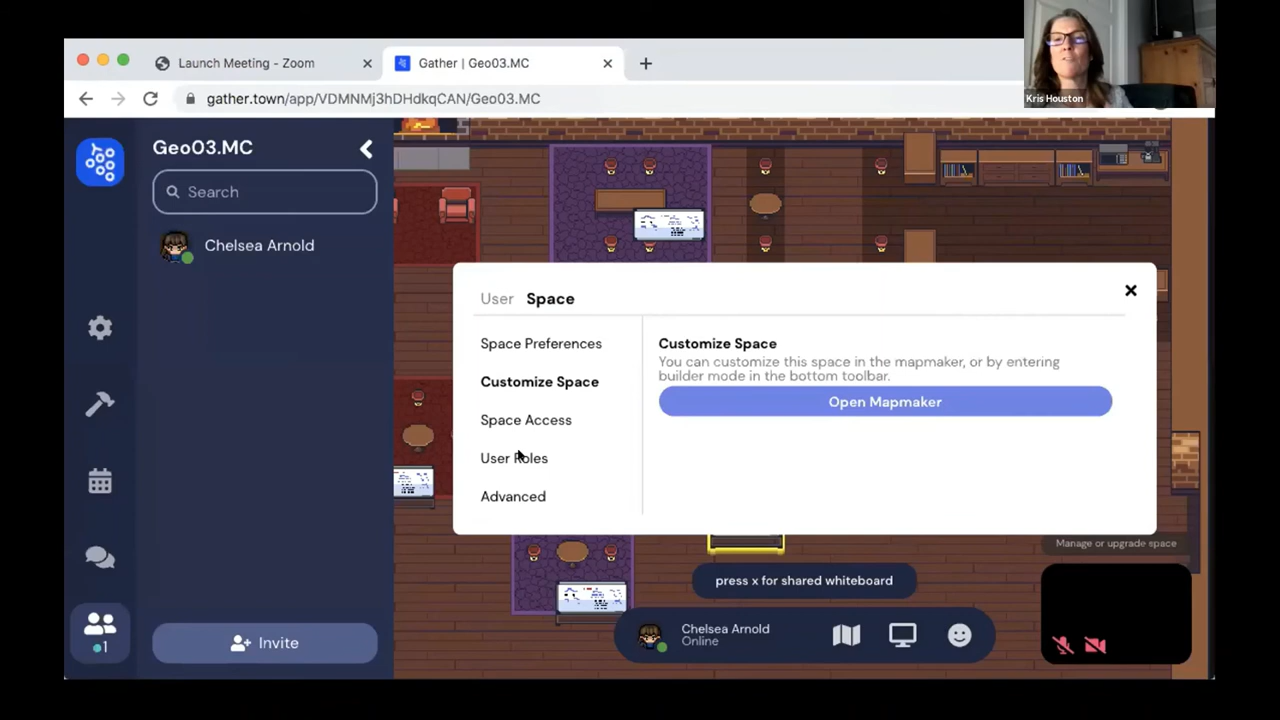 Launch Meeting - Zoom
Gather | Geo03.MC
gather.town/app/VDMNMj3hDHdkqCAN/Geo03.MC
Kris Houston
Geo03.MC
Search
Chelsea Arnold
User Space
Space Preferences
Customize Space
Space Access
User Roles
Advanced
Customize Space
You can customize this space in the mapmaker, or by entering
builder mode in the bottom toolbar.
Open Mapmaker
Manage or upgrade space
press x for shared whiteboard
Chelsea Arnold
Online
1
Invite